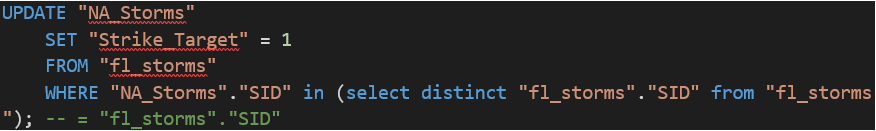 UPDATE "NA_Storms"
    SET "Strike_Target" = 1
    FROM "fl_storms"
    WHERE "NA_Storms"."SID" in (select distinct "fl_storms"."SID" from "fl_storms
"); -- = "fl_storms"."SID"